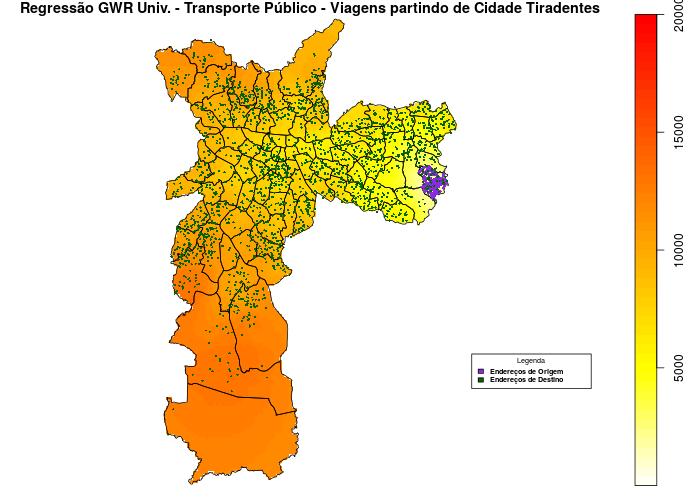 Regressão GWR Univ. - Transporte Público - Viagens partindo de Cidade Tiradentes
20000
15000
10000
5000
Legenda
Endereços de Origem
Endereços de Destino